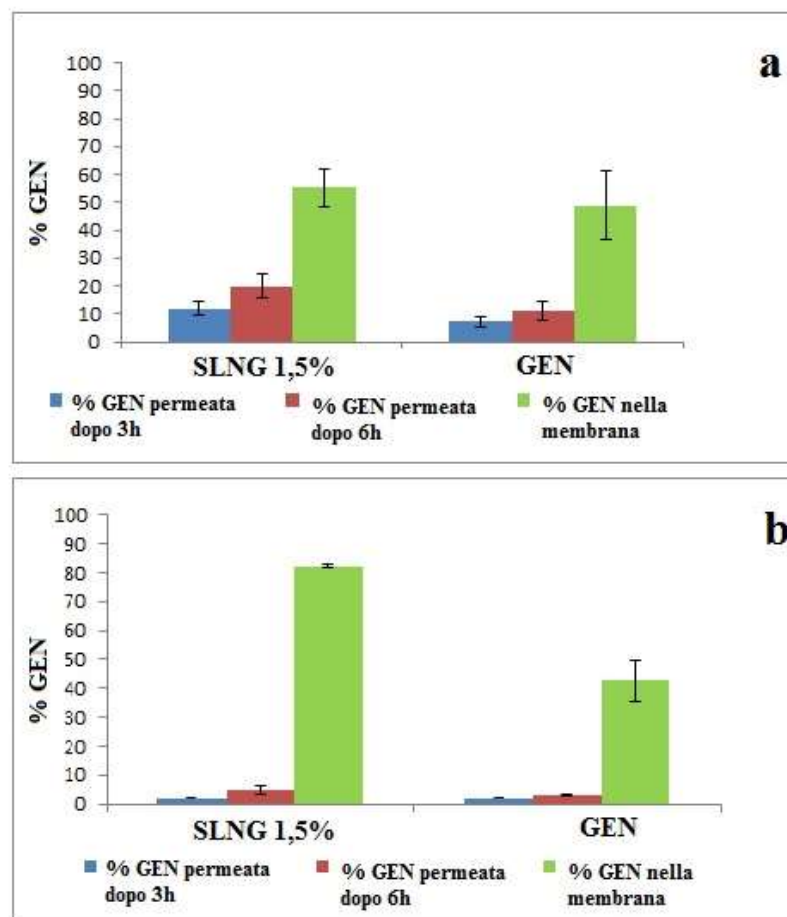 a
100
90
80
70
60
50
40
30
20
10
0
% GEN
SLNG 1,5%
GEN
% GEN permeata
dopo 3h
% GEN permeata
dopo 6h
% GEN nella
membrana
b
100
90
80
70
60
50
40
30
20
10
0
% GEN
SLNG 1,5%
GEN
% GEN permeata
dopo 3h
% GEN permeata
dopo 6h
% GEN nella
membrana